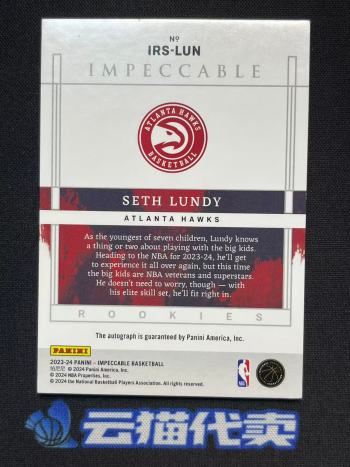 Nº
IRS-LUN
IMPECCABLE
ATLANTA HAWKS
BASKETBALL
SETH LUNDY
ATLANTA HAWKS
As the youngest of seven children, Lundy knows
a thing or two about playing with the big kids.
Heading to the NBA for 2023-24, he'll get
to experience it all over again, but this time
the big kids are NBA veterans and superstars.
He doesn't need to worry, though — with
his elite skill set, he'll fit right in.
ROOKIES
The autograph is guaranteed by Panini America, Inc.
PANINI
2023-24 PANINI – IMPECCABLE BASKETBALL
帕尼尼 © 2024 Panini America, Inc.
© 2024 NBA Properties, Inc.
© 2024 the National Basketball Players Association. All rights reserved.
云猫代卖